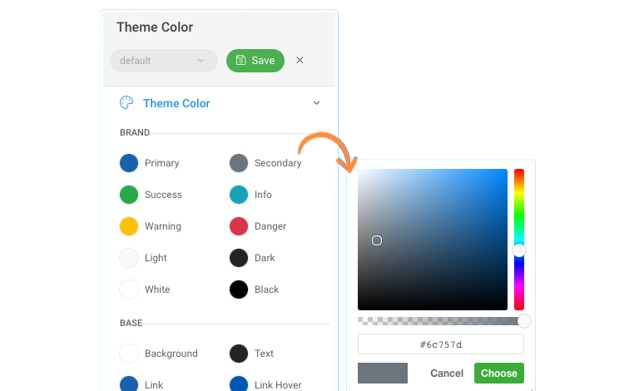 Theme Color
default
Save
Theme Color
BRAND
Primary
Secondary
Success
Info
Warning
Danger
Light
Dark
White
Black
BASE
Background
Text
Link
Link Hover
#6c757d
Cancel
Choose